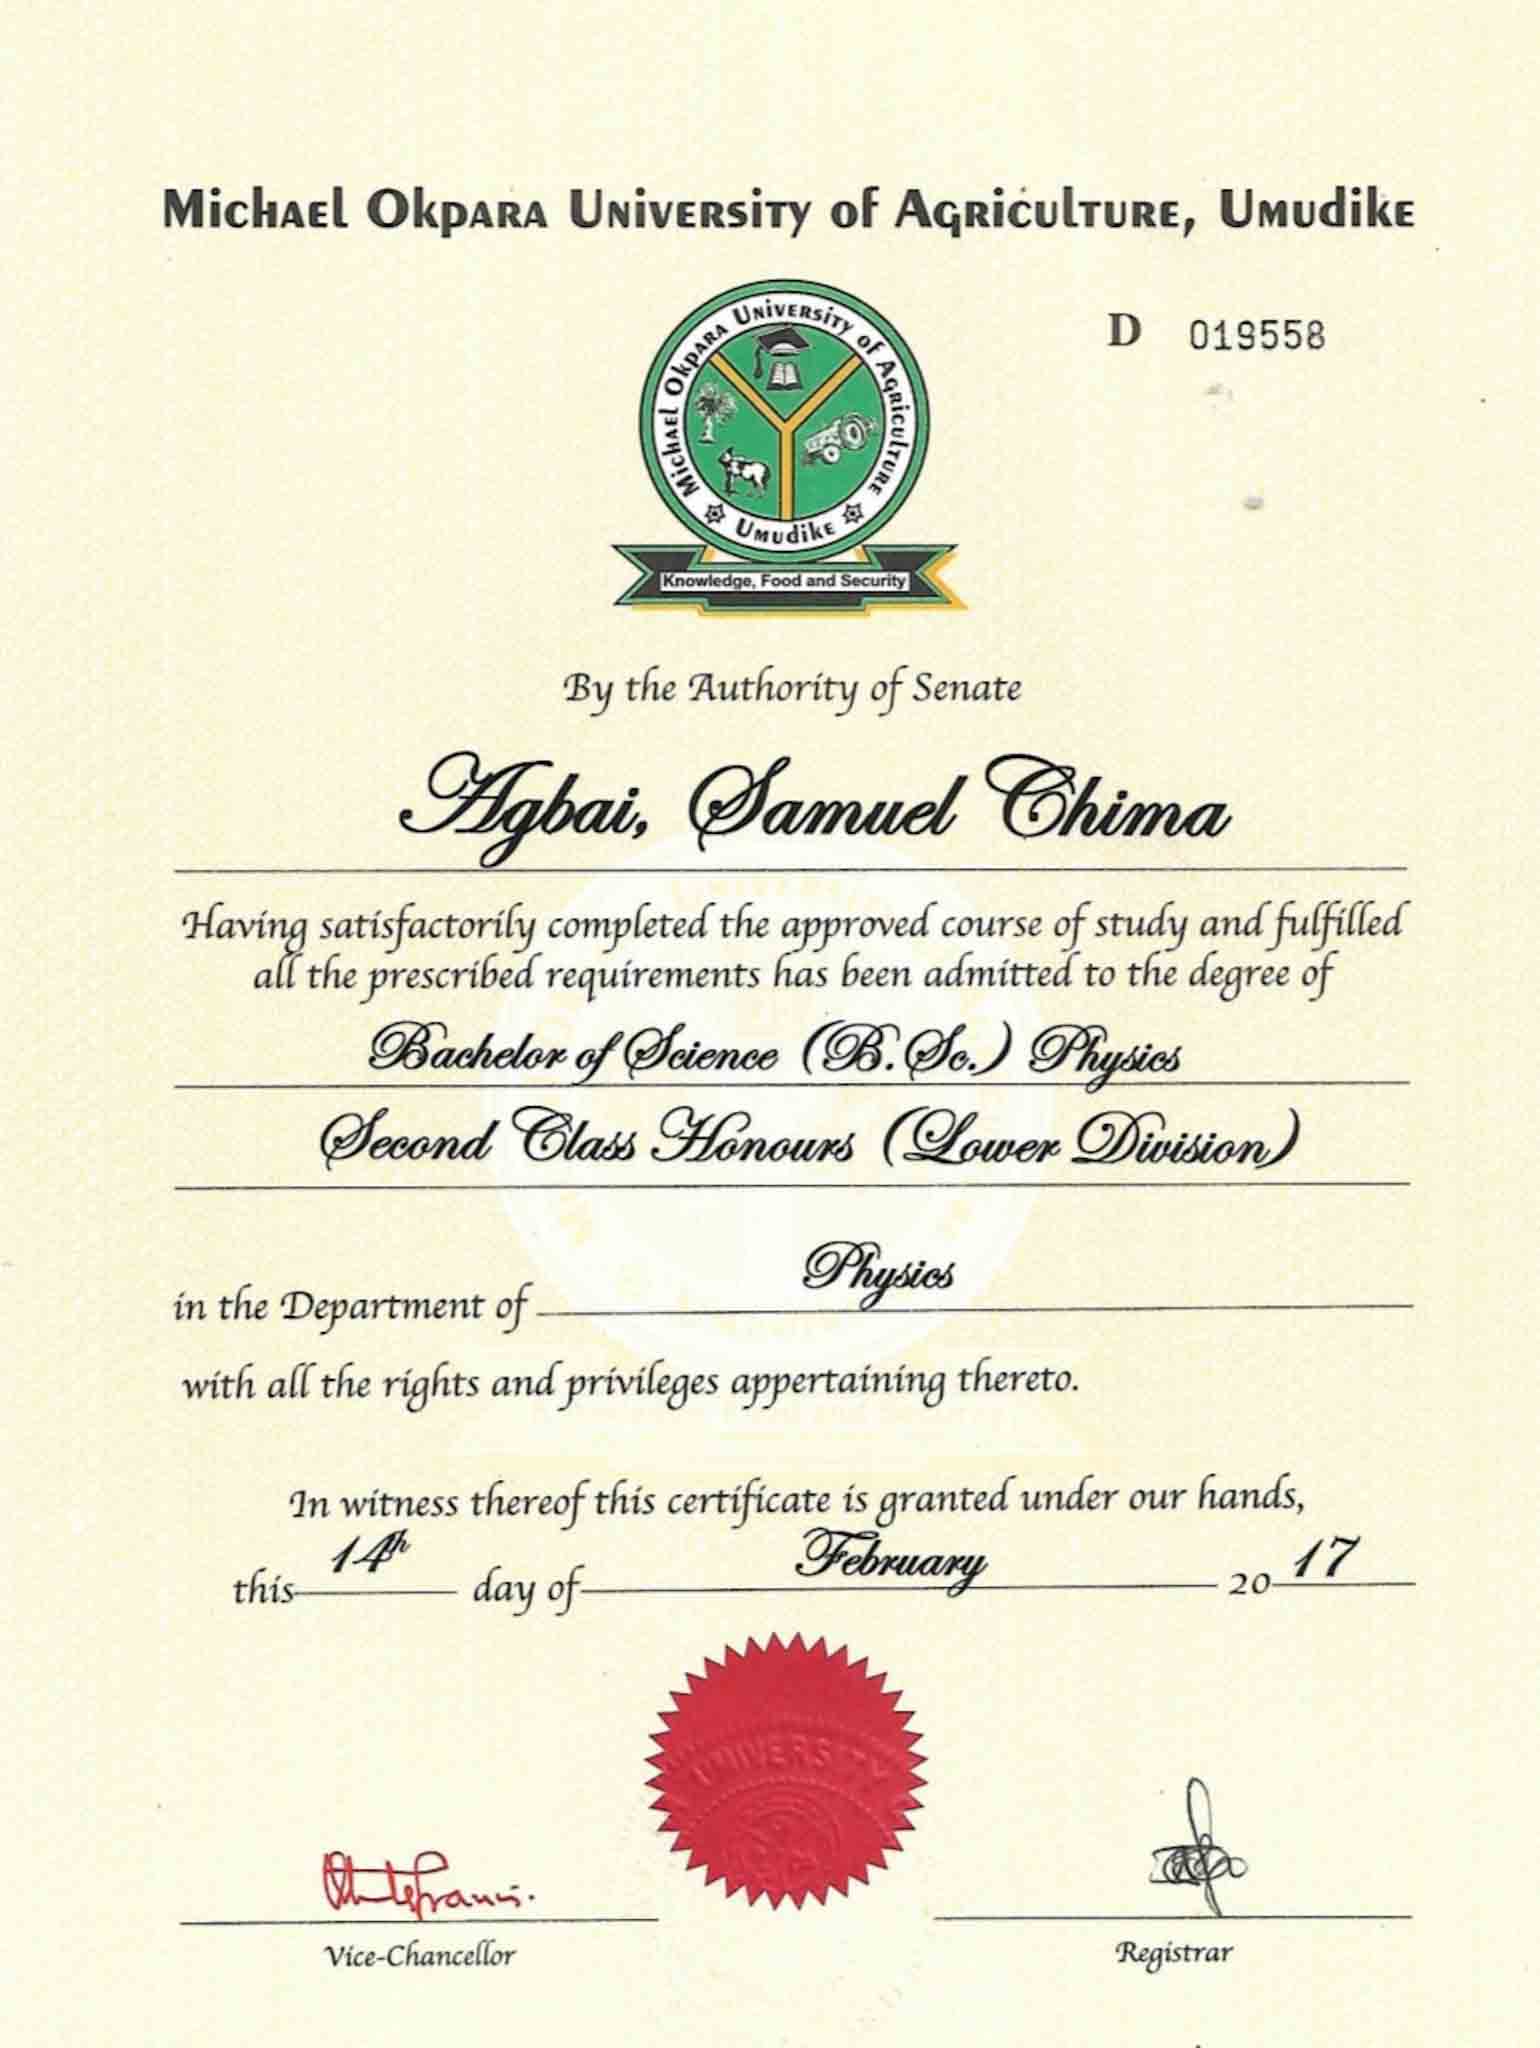 Michael Okpara University of Agriculture, Umudike
D 019558
Michael Okpara University of Agriculture
Umudike
Knowledge, Food and Security
By the Authority of Senate
Agbai, Samuel Chima
Having satisfactorily completed the approved course of study and fulfilled
all the prescribed requirements has been admitted to the degree of
Bachelor of Science (B.Sc.) Physics
Second Class Honours (Lower Division)
in the Department of Physics
with all the rights and privileges appertaining thereto.
In witness thereof this certificate is granted under our hands,
this 14th day of February 2017
UNIVERSITY
Vice-Chancellor
Registrar